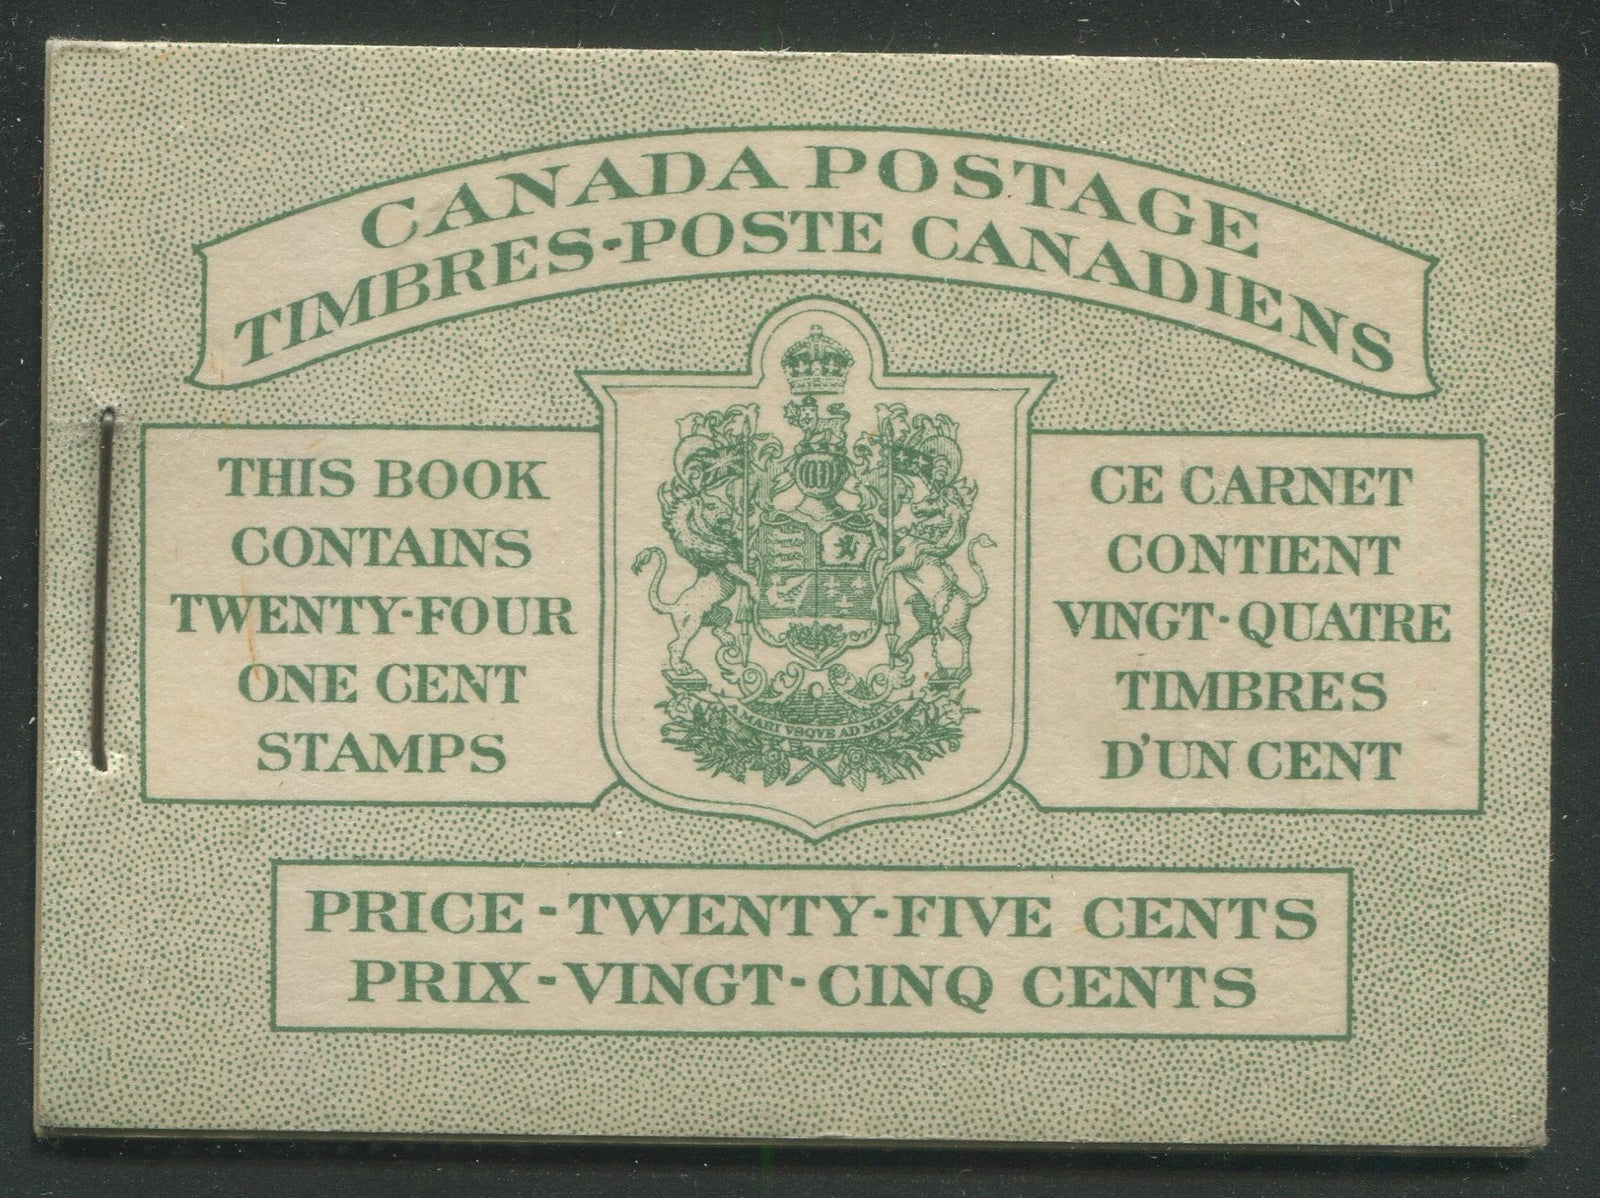 CANADA POSTAGE
TIMBRES-POSTE CANADIENS
THIS BOOK
CONTAINS
TWENTY-FOUR
ONE CENT
STAMPS
A MARI VSQVE AD MARE
CE CARNET
CONTIENT
VINGT-QUATRE
TIMBRES
D'UN CENT
PRICE-TWENTY-FIVE CENTS
PRIX-VINGT-CINQ CENTS